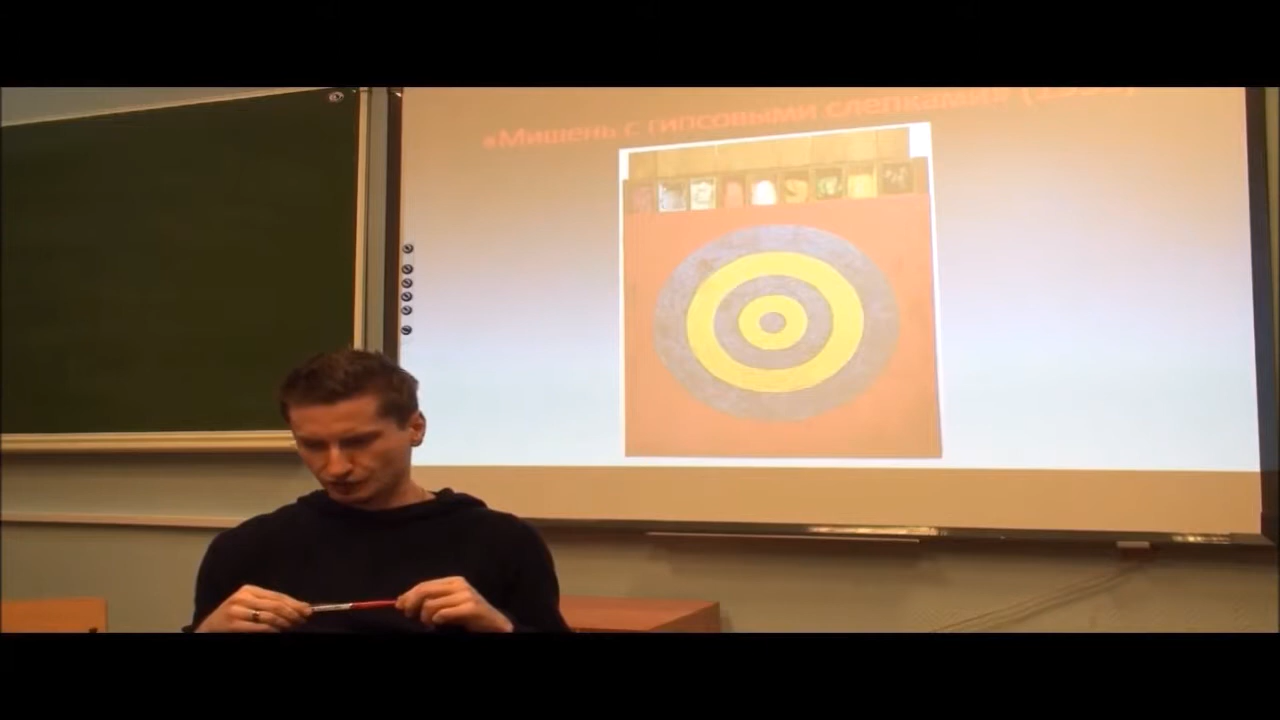 «Мишень с гипсовыми слепками»